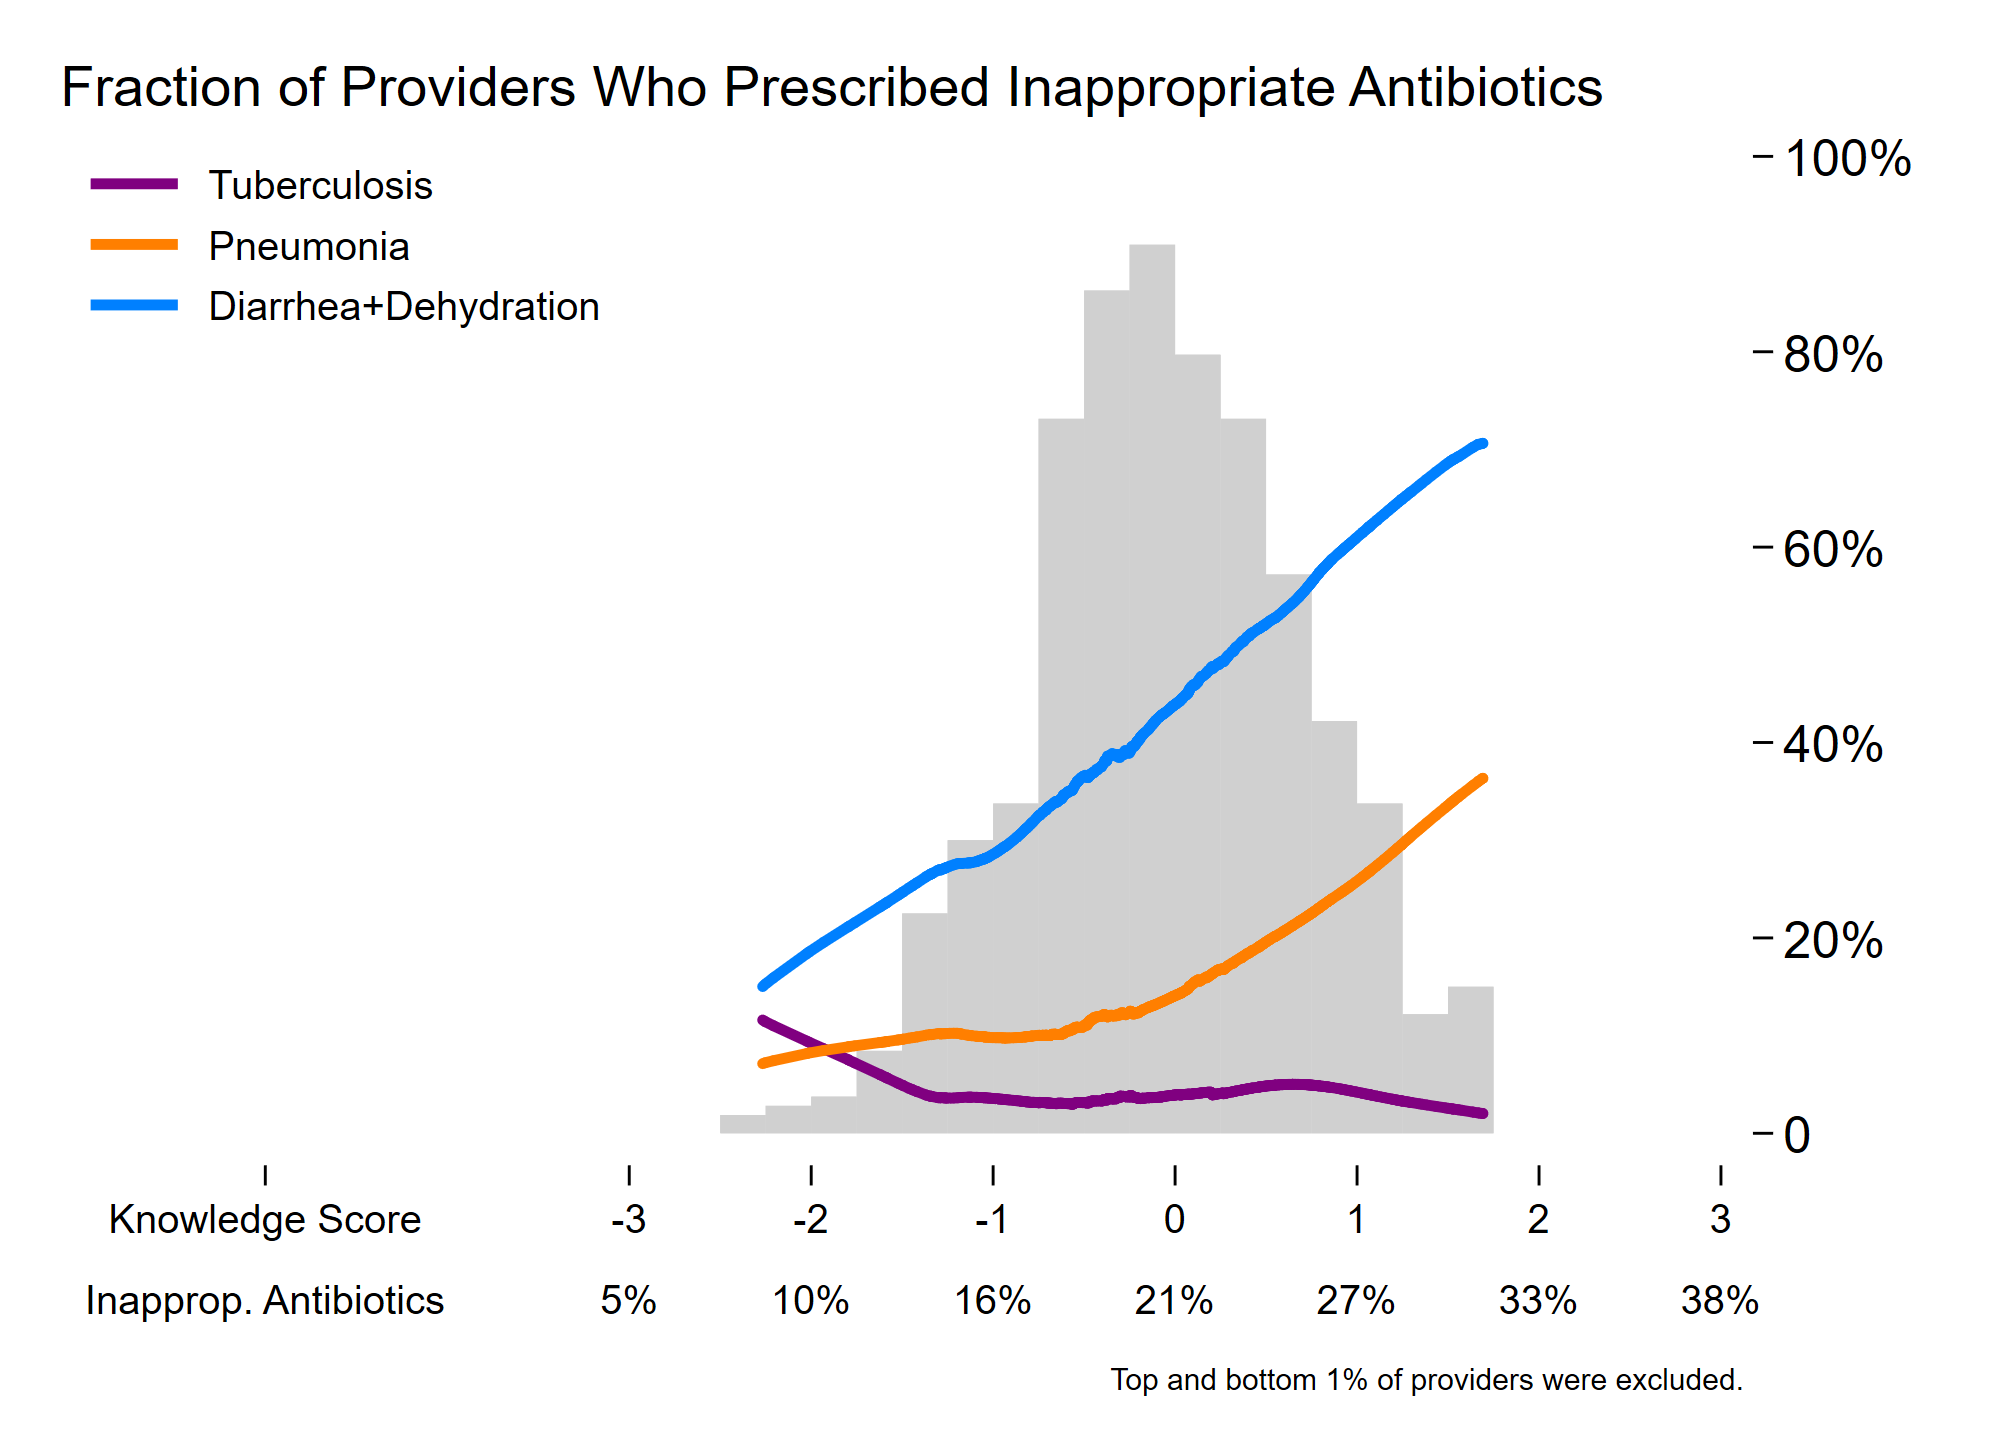 Fraction of Providers Who Prescribed Inappropriate Antibiotics
Tuberculosis
Pneumonia
Diarrhea+Dehydration
100%
80%
60%
40%
20%
0
Knowledge Score -3 -2 -1 0 1 2 3
Inapprop. Antibiotics 5% 10% 16% 21% 27% 33% 38%
Top and bottom 1% of providers were excluded.